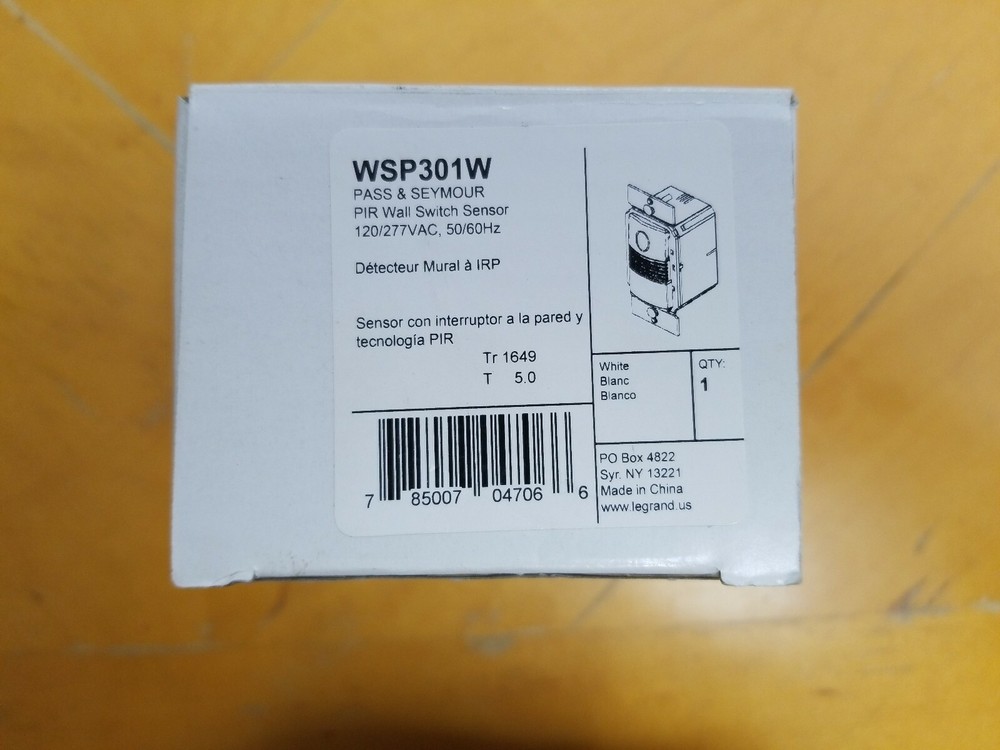 WSP301W
PASS & SEYMOUR
PIR Wall Switch Sensor
120/277VAC, 50/60Hz
Détecteur Mural à IRP
Sensor con interruptor a la pared y
tecnología PIR
Tr 1649
T 5.0
7 85007 04706 6
White
Blanc
Blanco
QTY:
1
PO Box 4822
Syr. NY 13221
Made in China
www.legrand.us